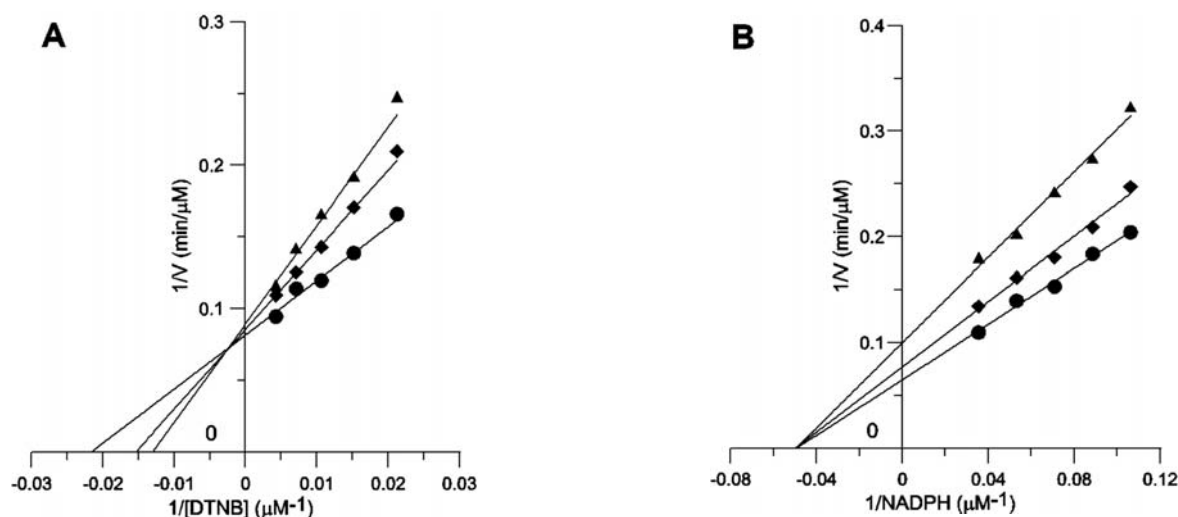 A
0.3
0.2
0.1
0
1/V (min/μM)
-0.03 -0.02 -0.01 0 0.01 0.02 0.03
1/[DTNB] (μM-1)
B
0.4
0.3
0.2
0.1
0
1/V (min/μM)
-0.08 -0.04 0 0.04 0.08 0.12
1/NADPH (μM-1)